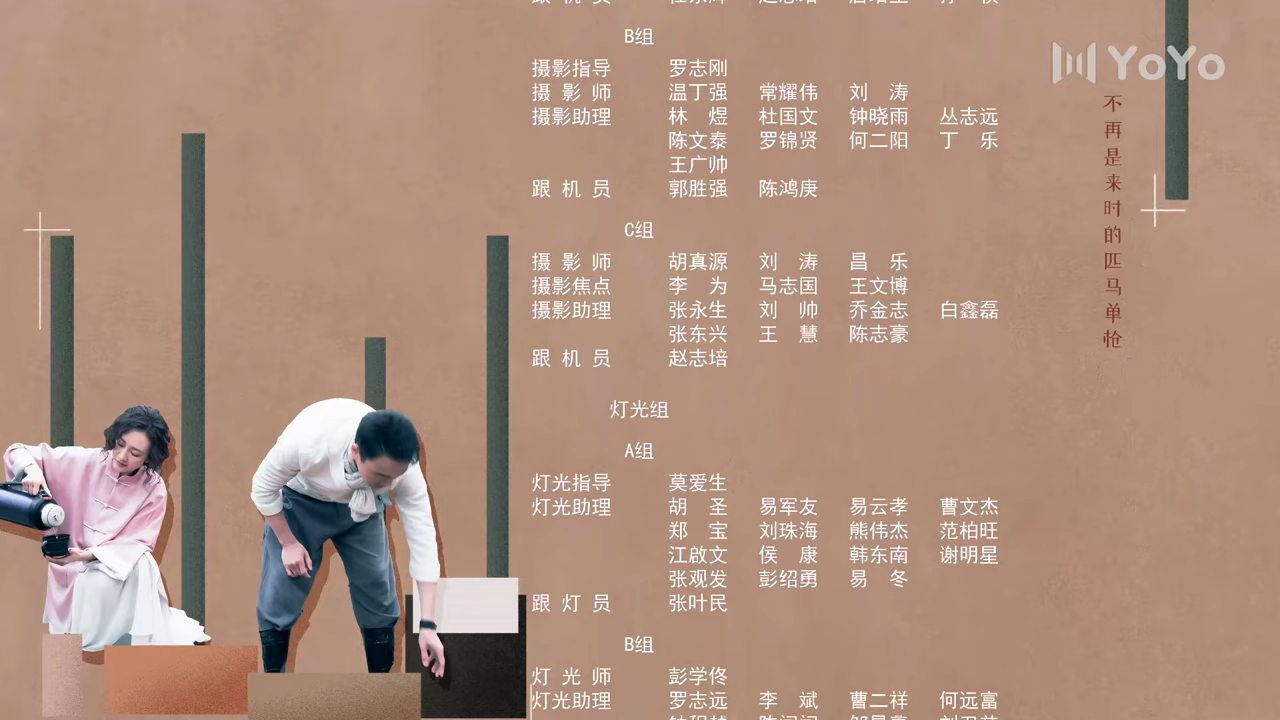 B组
摄影指导 罗志刚
摄 影 师 温丁强 常耀伟 刘 涛
摄影助理 林 煜 杜国文 钟晓雨 丛志远
陈文泰 罗锦贤 何二阳 丁 乐
王广帅
跟 机 员 郭胜强 陈鸿庚
C组
摄 影 师 胡真源 刘 涛 昌 乐
摄影焦点 李 为 马志国 王文博
摄影助理 张永生 刘 帅 乔金志 白鑫磊
张东兴 王 慧 陈志豪
跟 机 员 赵志培
灯光组
A组
灯光指导 莫爱生
灯光助理 胡 圣 易军友 易云孝 曹文杰
郑 宝 刘珠海 熊伟杰 范柏旺
江啟文 侯 康 韩东南 谢明星
张观发 彭绍勇 易 冬
跟 灯 员 张叶民
B组
灯 光 师 彭学佟
灯光助理 罗志远 李 斌 曹二祥 何远富
YoYo
不再是来时的匹马单枪